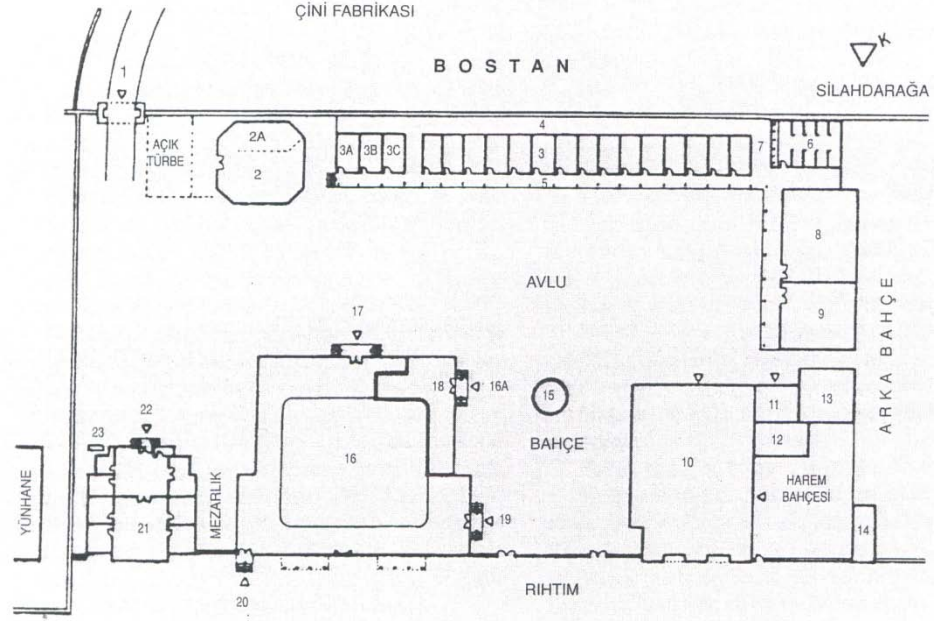 ÇİNİ FABRİKASI
BOSTAN
K
SİLAHDARAĞA
1
AÇIK
TÜRBE
2A
2
3A 3B 3C
4
3
5
7
6
8
9
AVLU
ARKA BAHÇE
17
18
16A
15
BAHÇE
16
10
11
13
12
HAREM
BAHÇESİ
14
22
23
YÜNHANE
21
MEZARLIK
19
20
RIHTIM